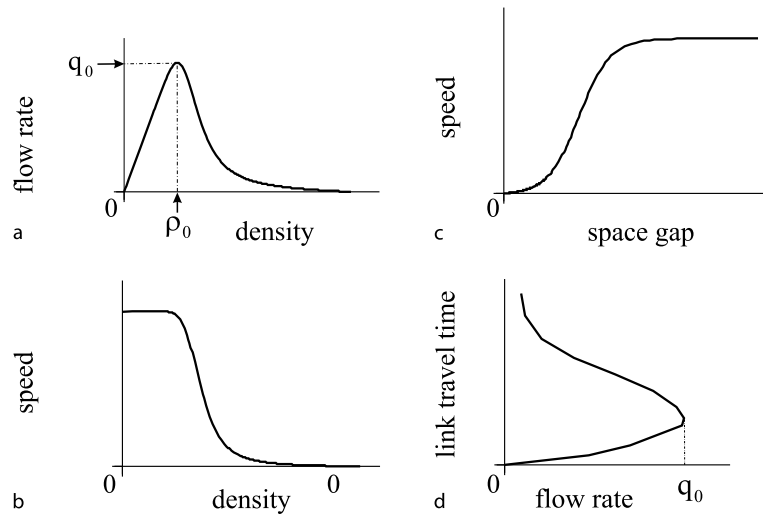 q₀
flow rate
0
ρ₀
density
a
speed
0
space gap
c
speed
0
density
0
b
link travel time
0
flow rate
q₀
d